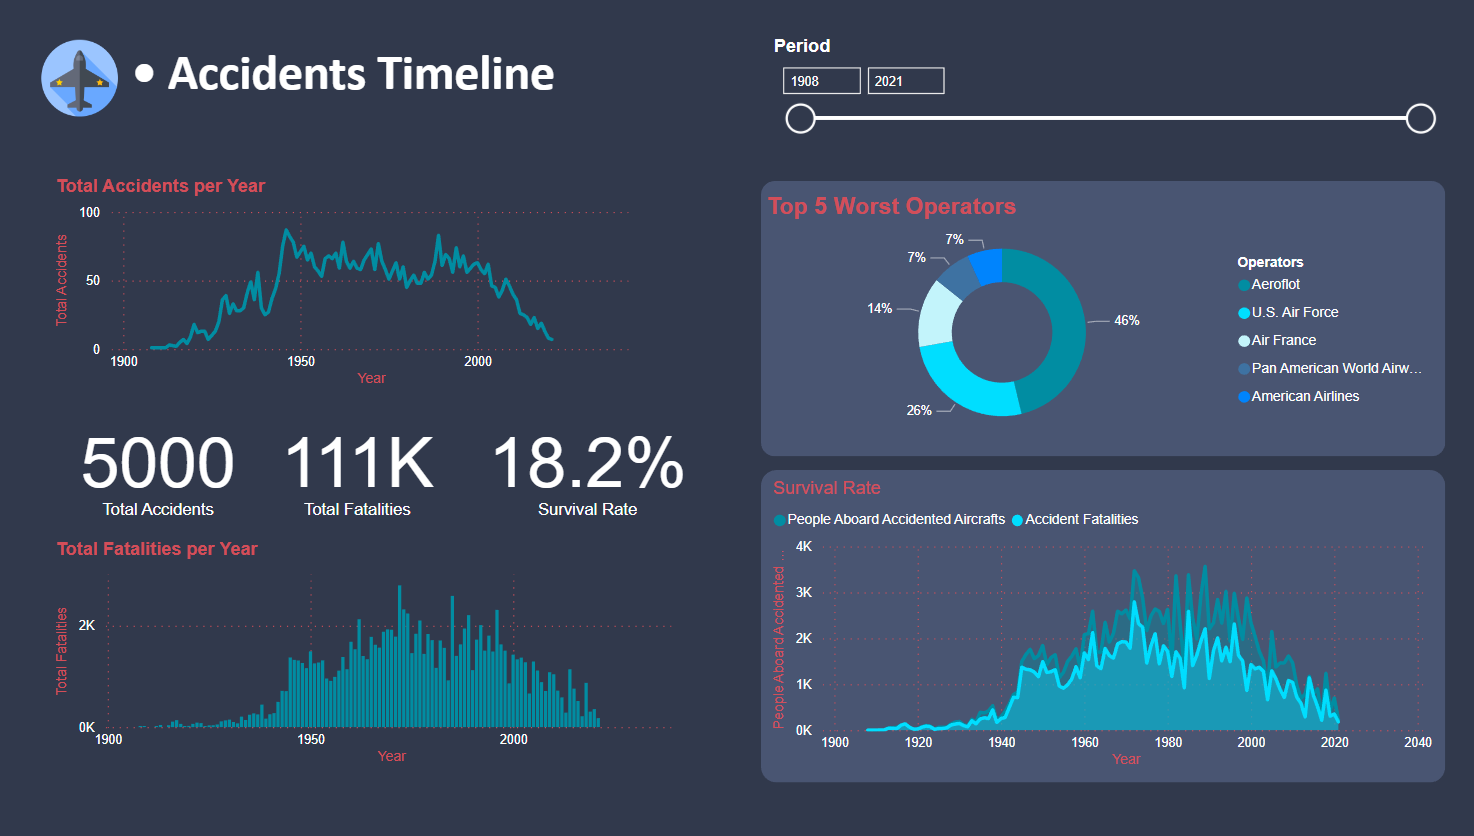 • Accidents Timeline
Period
1908 2021
Total Accidents per Year
100
50
0
Total Accidents
1900 1950 2000
Year
5000 111K 18.2%
Total Accidents Total Fatalities Survival Rate
Total Fatalities per Year
2K
0K
Total Fatalities
1900 1950 2000
Year
Top 5 Worst Operators
7%
7%
14%
46%
26%
Operators
Aeroflot
U.S. Air Force
Air France
Pan American World Airw…
American Airlines
Survival Rate
People Aboard Accidented Aircrafts Accident Fatalities
4K
3K
2K
1K
0K
People Aboard Accidented …
1900 1920 1940 1960 1980 2000 2020 2040
Year